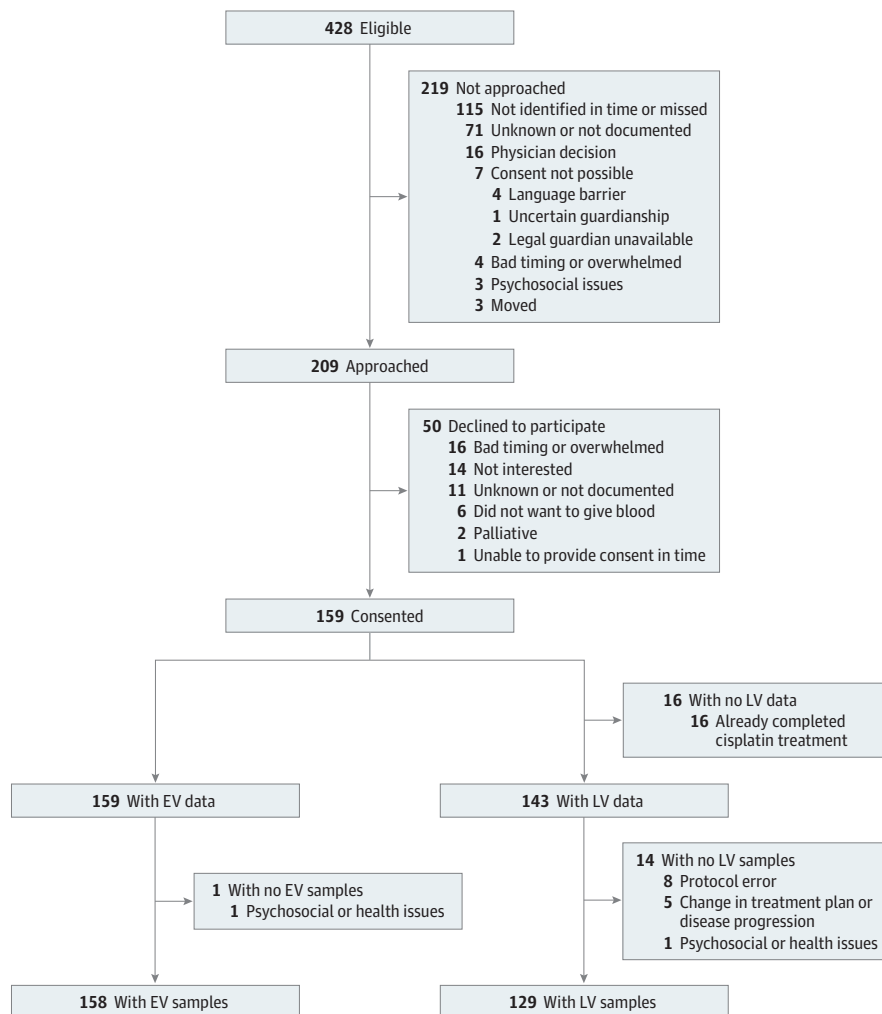 428 Eligible
219 Not approached
115 Not identified in time or missed
71 Unknown or not documented
16 Physician decision
7 Consent not possible
4 Language barrier
1 Uncertain guardianship
2 Legal guardian unavailable
4 Bad timing or overwhelmed
3 Psychosocial issues
3 Moved
209 Approached
50 Declined to participate
16 Bad timing or overwhelmed
14 Not interested
11 Unknown or not documented
6 Did not want to give blood
2 Palliative
1 Unable to provide consent in time
159 Consented
16 With no LV data
16 Already completed
cisplatin treatment
159 With EV data
143 With LV data
1 With no EV samples
1 Psychosocial or health issues
14 With no LV samples
8 Protocol error
5 Change in treatment plan or
disease progression
1 Psychosocial or health issues
158 With EV samples
129 With LV samples